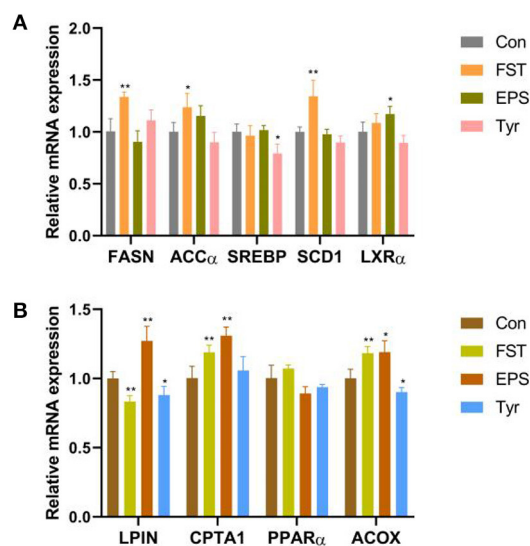 A
Relative mRNA expression
2.0
1.5
1.0
0.5
0.0
** * * ** *
FASN ACCα SREBP SCD1 LXRα
Con
FST
EPS
Tyr
B
Relative mRNA expression
1.5
1.0
0.5
0.0
** ** * ** ** ** * *
LPIN CPTA1 PPARα ACOX
Con
FST
EPS
Tyr